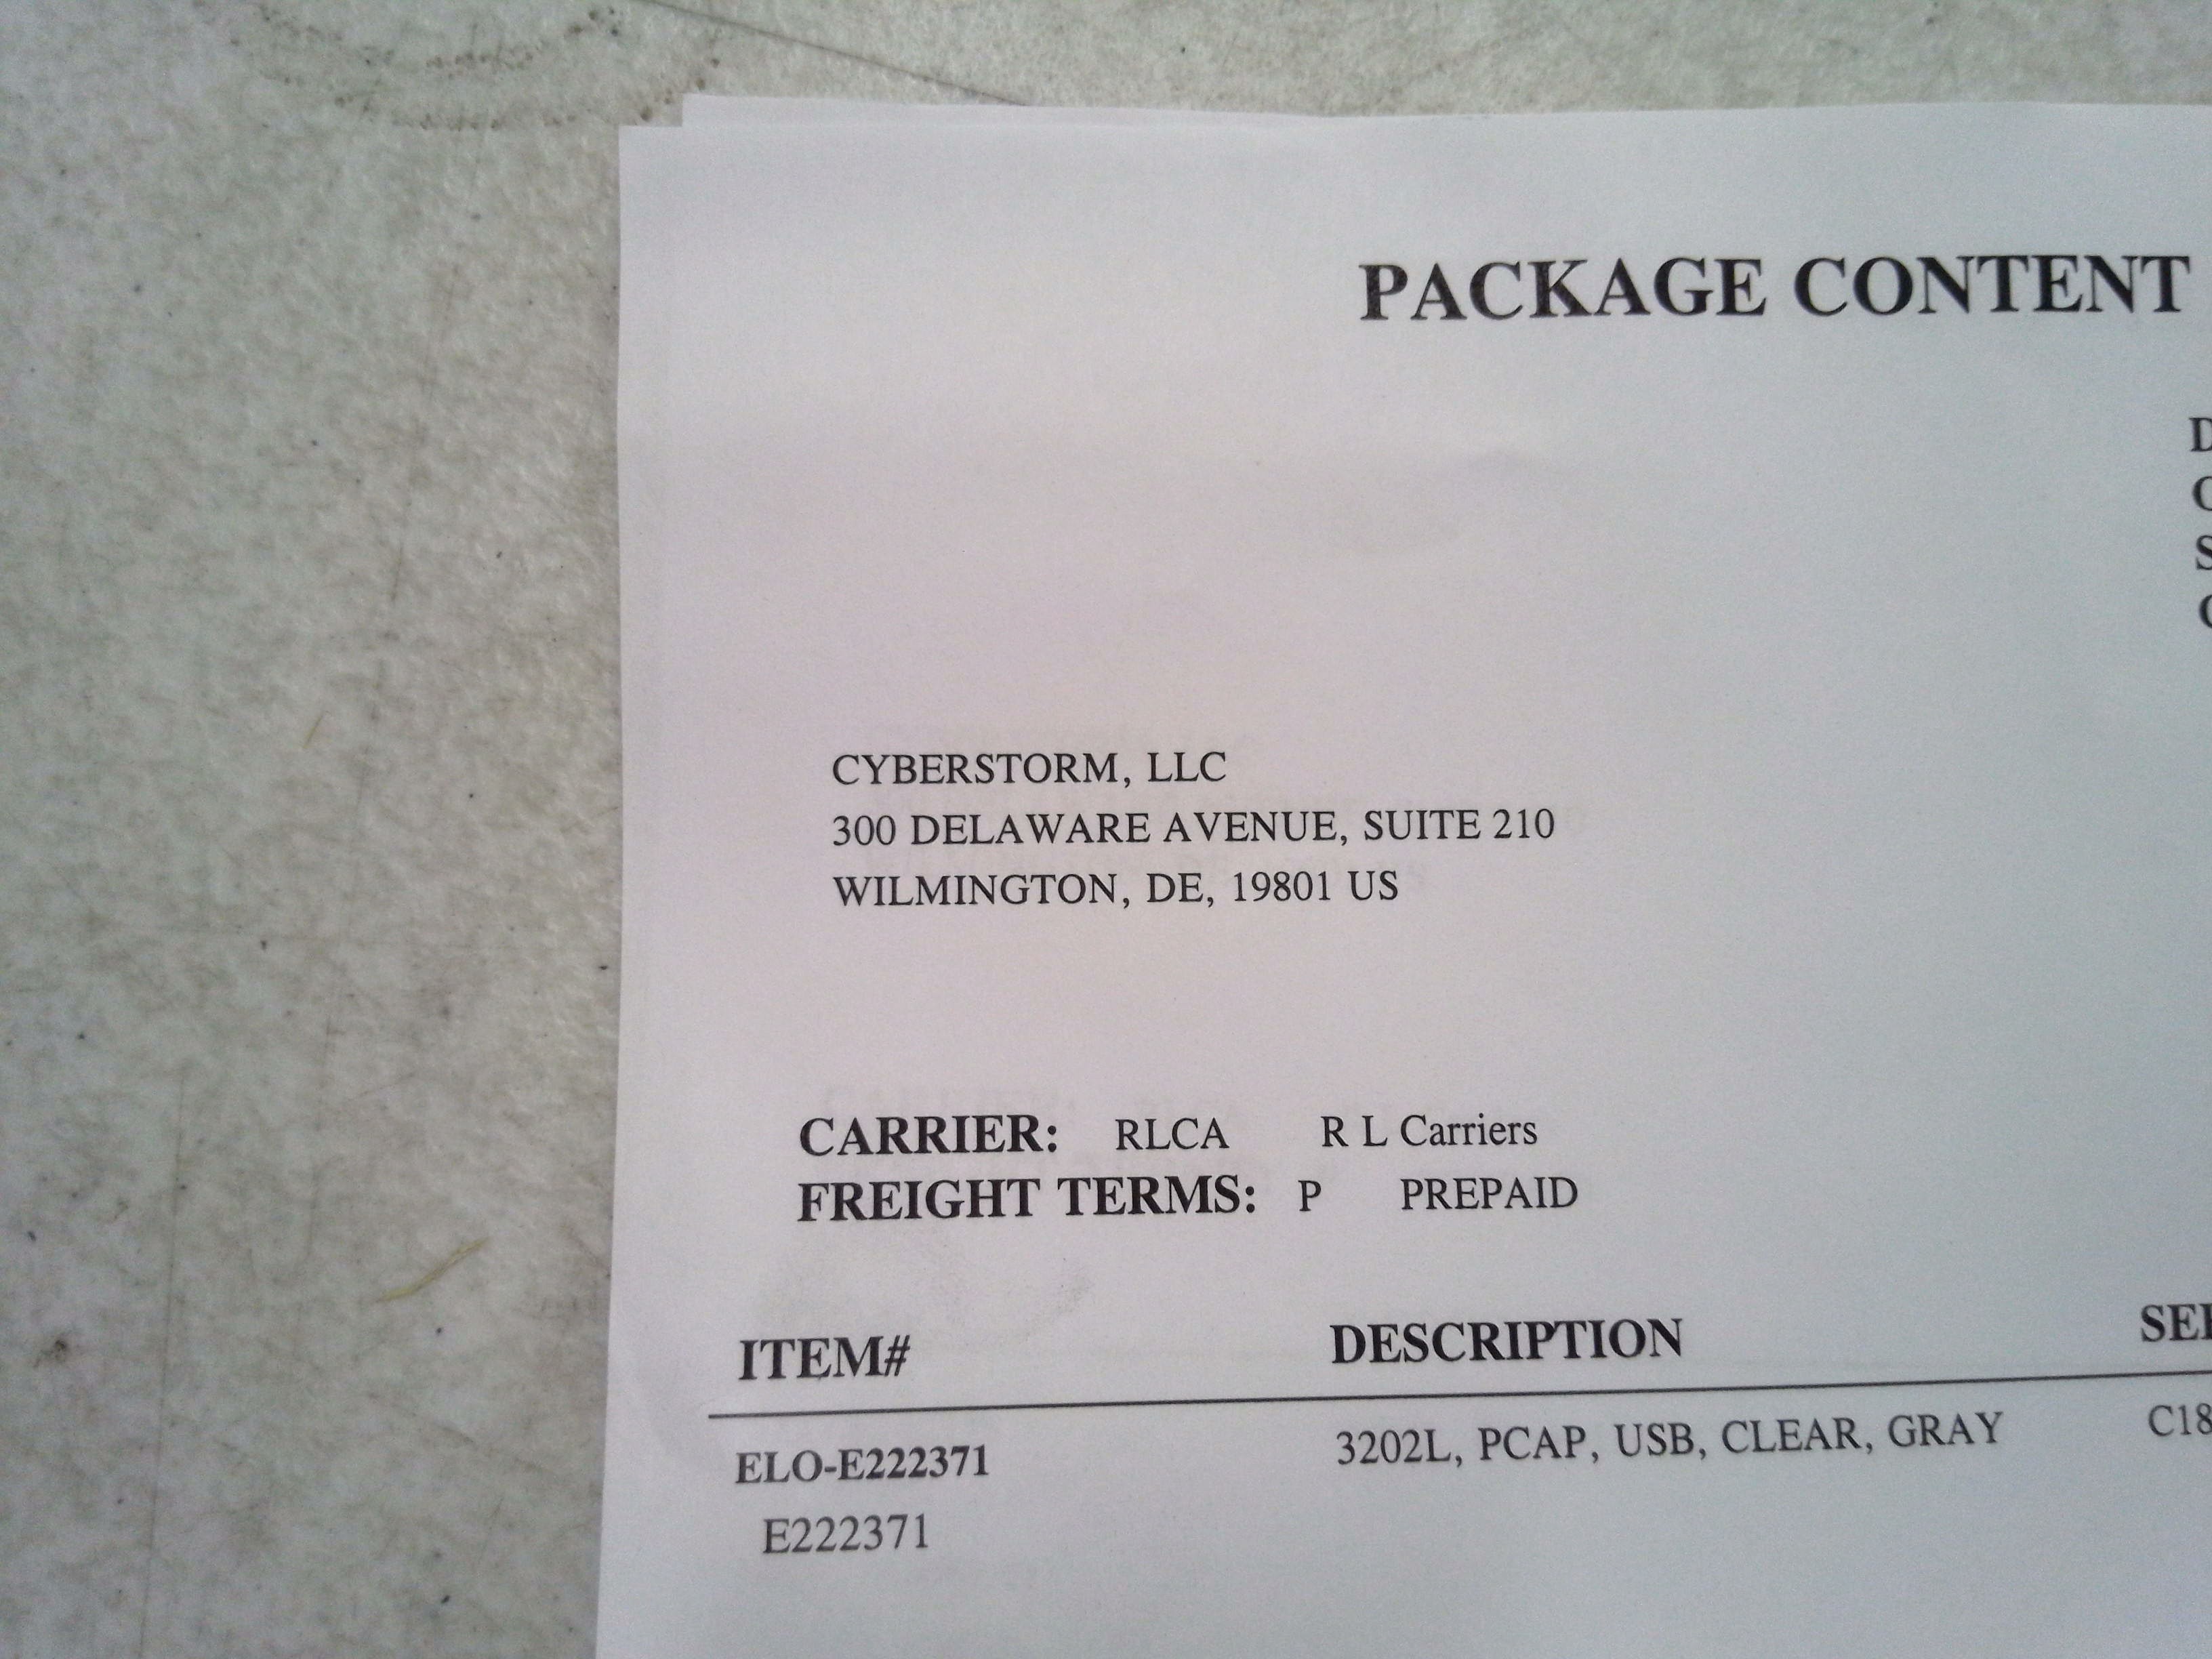 PACKAGE CONTENT
CYBERSTORM, LLC
300 DELAWARE AVENUE, SUITE 210
WILMINGTON, DE, 19801 US
CARRIER: RLCA R L Carriers
FREIGHT TERMS: P PREPAID
ITEM# DESCRIPTION
ELO-E222371 3202L, PCAP, USB, CLEAR, GRAY C18
E222371